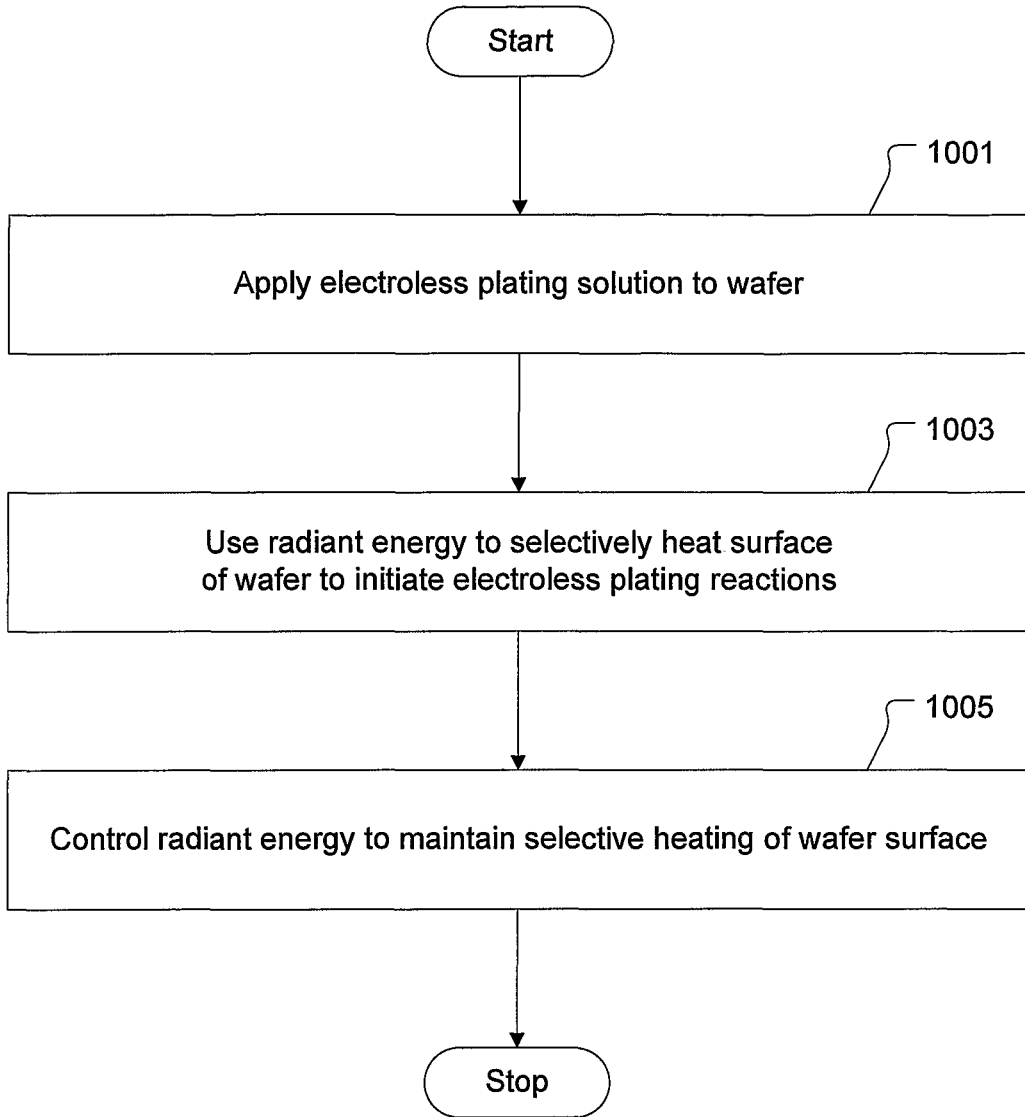 Start
1001
Apply electroless plating solution to wafer
1003
Use radiant energy to selectively heat surface
of wafer to initiate electroless plating reactions
1005
Control radiant energy to maintain selective heating of wafer surface
Stop